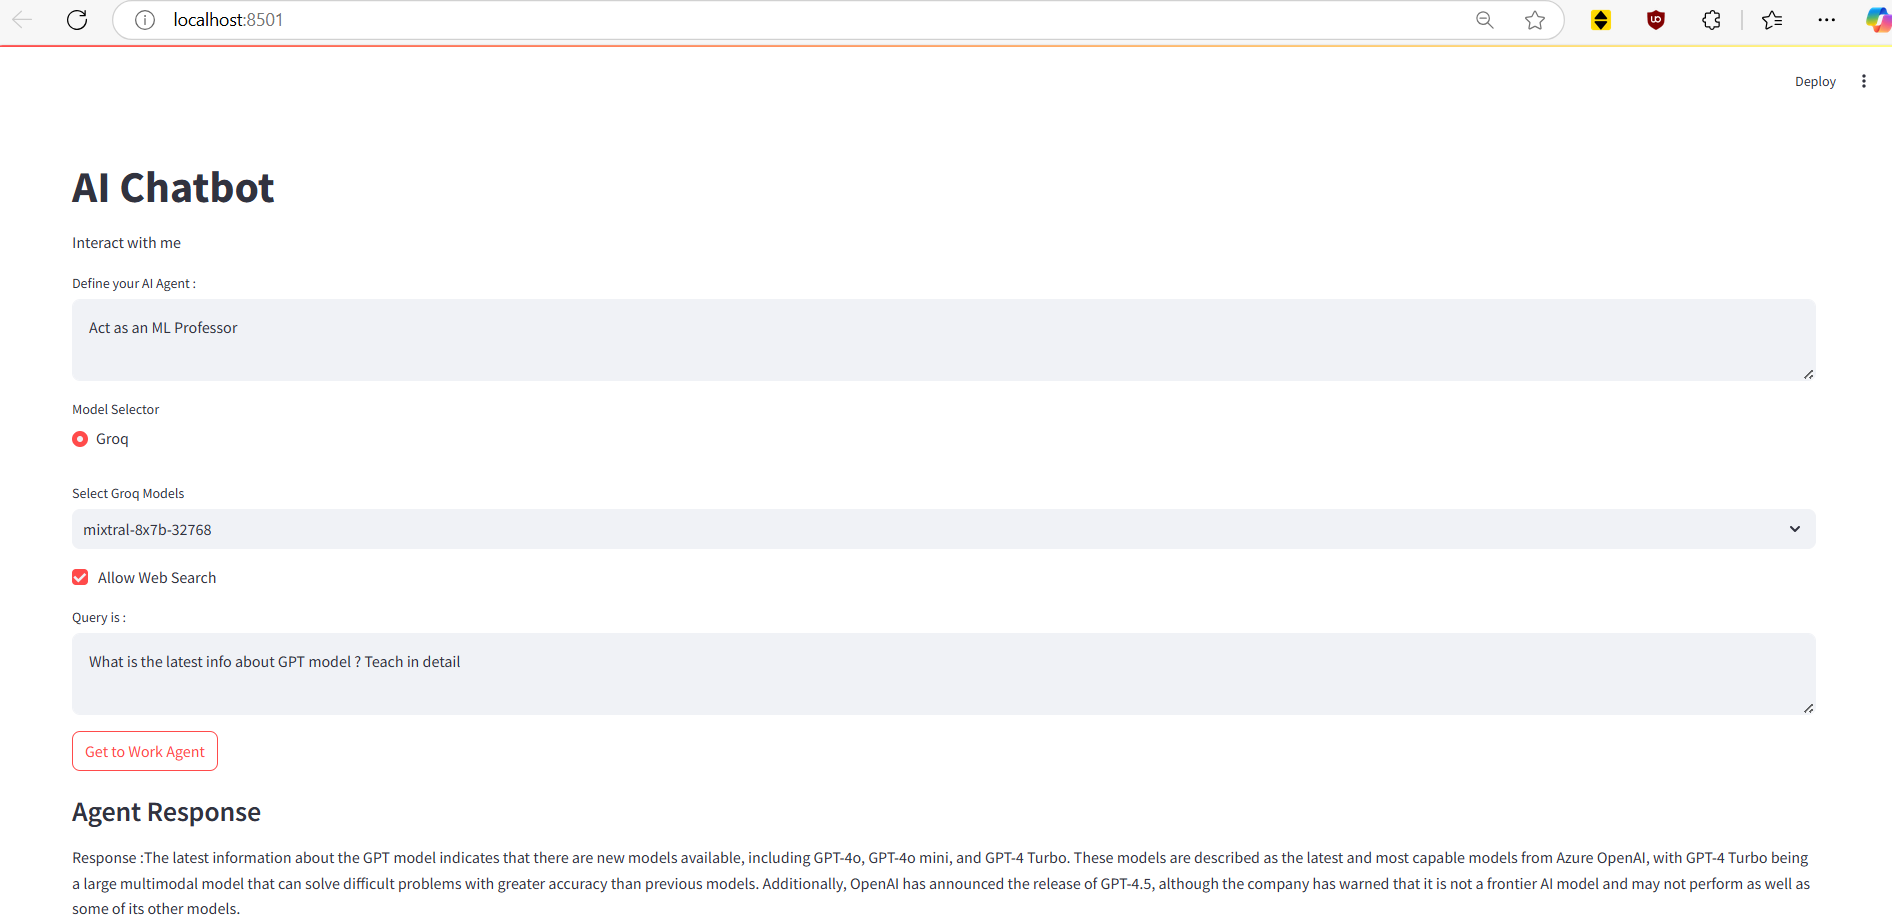 localhost:8501
Deploy
AI Chatbot
Interact with me
Define your AI Agent :
Act as an ML Professor
Model Selector
Groq
Select Groq Models
mixtral-8x7b-32768
Allow Web Search
Query is :
What is the latest info about GPT model ? Teach in detail
Get to Work Agent
Agent Response
Response :The latest information about the GPT model indicates that there are new models available, including GPT-4o, GPT-4o mini, and GPT-4 Turbo. These models are described as the latest and most capable models from Azure OpenAI, with GPT-4 Turbo being
a large multimodal model that can solve difficult problems with greater accuracy than previous models. Additionally, OpenAI has announced the release of GPT-4.5, although the company has warned that it is not a frontier AI model and may not perform as well as
some of its other models.